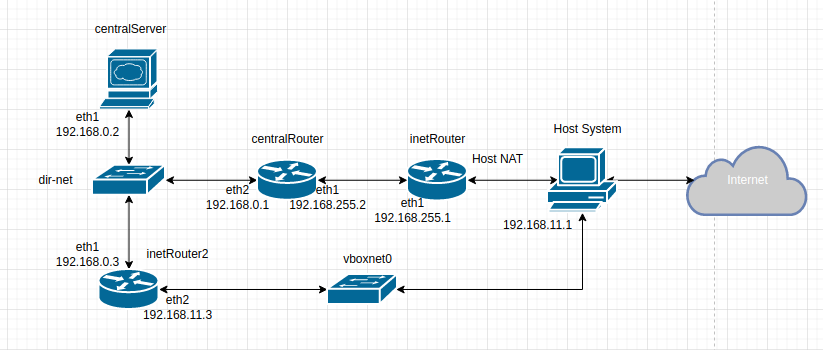 centralServer
eth1
192.168.0.2
dir-net
centralRouter
eth2
192.168.0.1
eth1
192.168.255.2
inetRouter
eth1
192.168.255.1
Host NAT
Host System
192.168.11.1
Internet
eth1
192.168.0.3
inetRouter2
eth2
192.168.11.3
vboxnet0